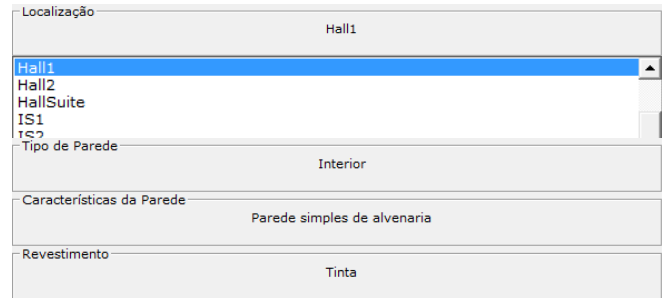 Localização
Hall1
Hall1
Hall2
HallSuite
IS1
IS2
Tipo de Parede
Interior
Características da Parede
Parede simples de alvenaria
Revestimento
Tinta